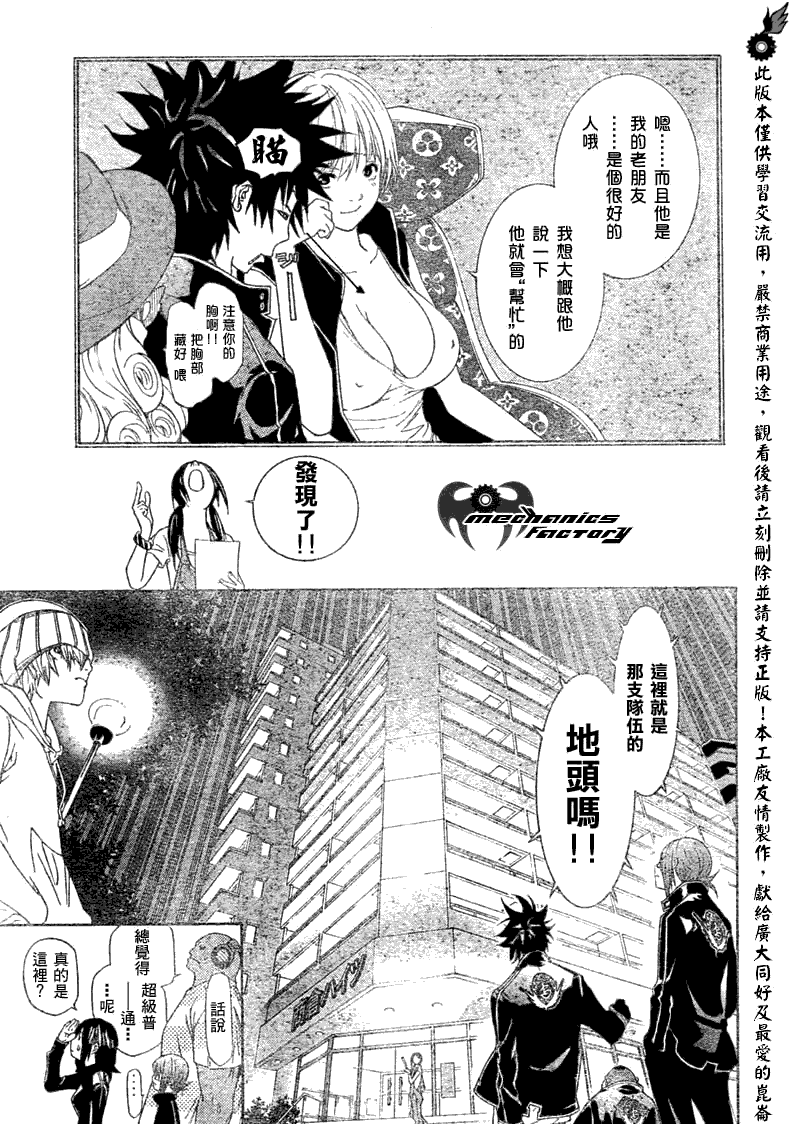 嗯……而且他是
我的老朋友
……是個很好的
人哦
我想大概跟他
說一下
他就會“幫忙”的
瞄
注意你的
胸啊!!
把胸部
藏好 喂
發現了!!
mechanics
Factory
這裡就是
那支隊伍的
地頭嗎!!
ハイツ
話說
總覺得 超級普
——通…
…呢
真的是
這裡?
…
此版本僅供學習交流用，嚴禁商業用途，觀看後請立刻刪除並請支持正版！本工廠友情製作，獻給廣大同好及最愛的崑崙